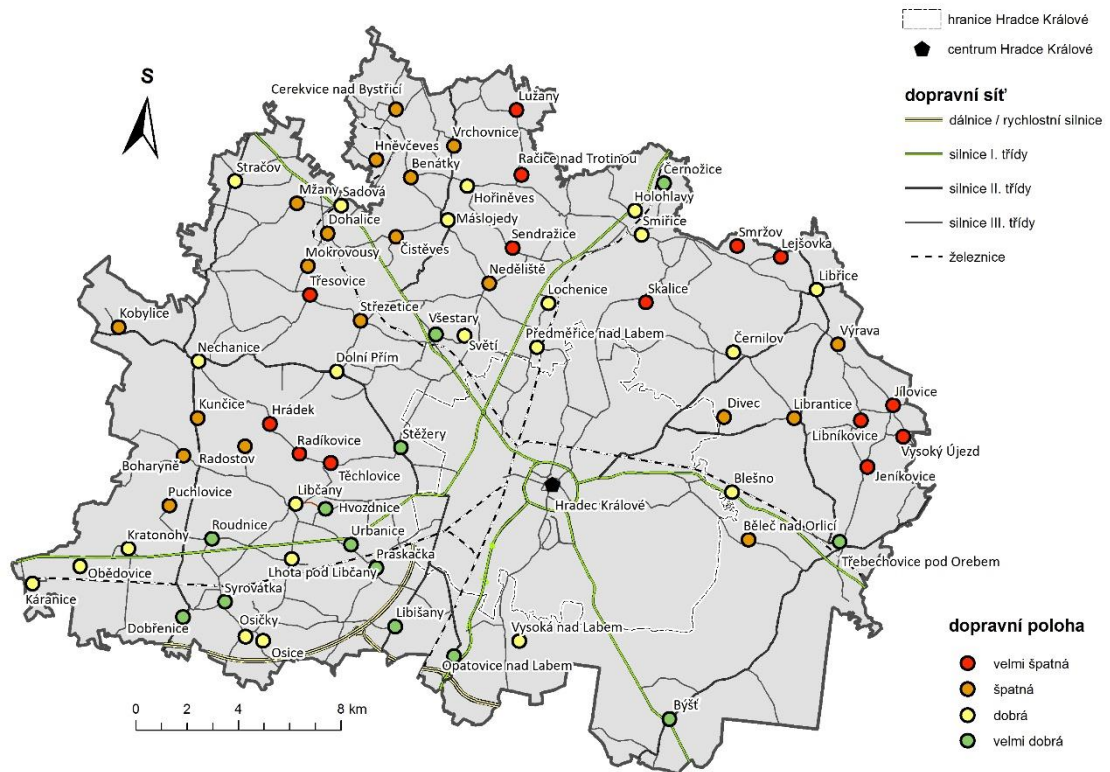 hranice Hradce Králové
centrum Hradce Králové
dopravní síť
dálnice / rychlostní silnice
silnice I. třídy
silnice II. třídy
silnice III. třídy
železnice
S
Cerekvice nad Bystřicí
Lužany
Vrchovnice
Hněvčeves
Benátky
Račice nad Trotinou
Černožice
Stračov
Mžany
Sadová
Hořiněves
Holohlavy
Dohalice
Máslojedy
Smiřice
Čistěves
Sendražice
Smržov
Lejšovka
Mokrovousy
Třesovice
Neděliště
Libřice
Skalice
Lochenice
Kobylice
Střezetice
Všestary
Světí
Předměřice nad Labem
Černilov
Výrava
Nechanice
Dolní Přím
Jílovice
Kunčice
Hrádek
Divec
Librantice
Libníkovice
Stěžery
Vysoký Újezd
Boharyně
Radostov
Radíkovice
Těchlovice
Jeníkovice
Puchlovice
Libčany
Hvozdnice
Hradec Králové
Blešno
Roudnice
Urbanice
Běleč nad Orlicí
Kratonohy
Praskačka
Třebechovice pod Orebem
Obědovice
Lhota pod Libčany
Káranice
Syrovátka
Dobřenice
Osičky
Libišany
Vysoká nad Labem
Osice
Opatovice nad Labem
Býšť
dopravní poloha
velmi špatná
špatná
dobrá
velmi dobrá
0 4 8 km